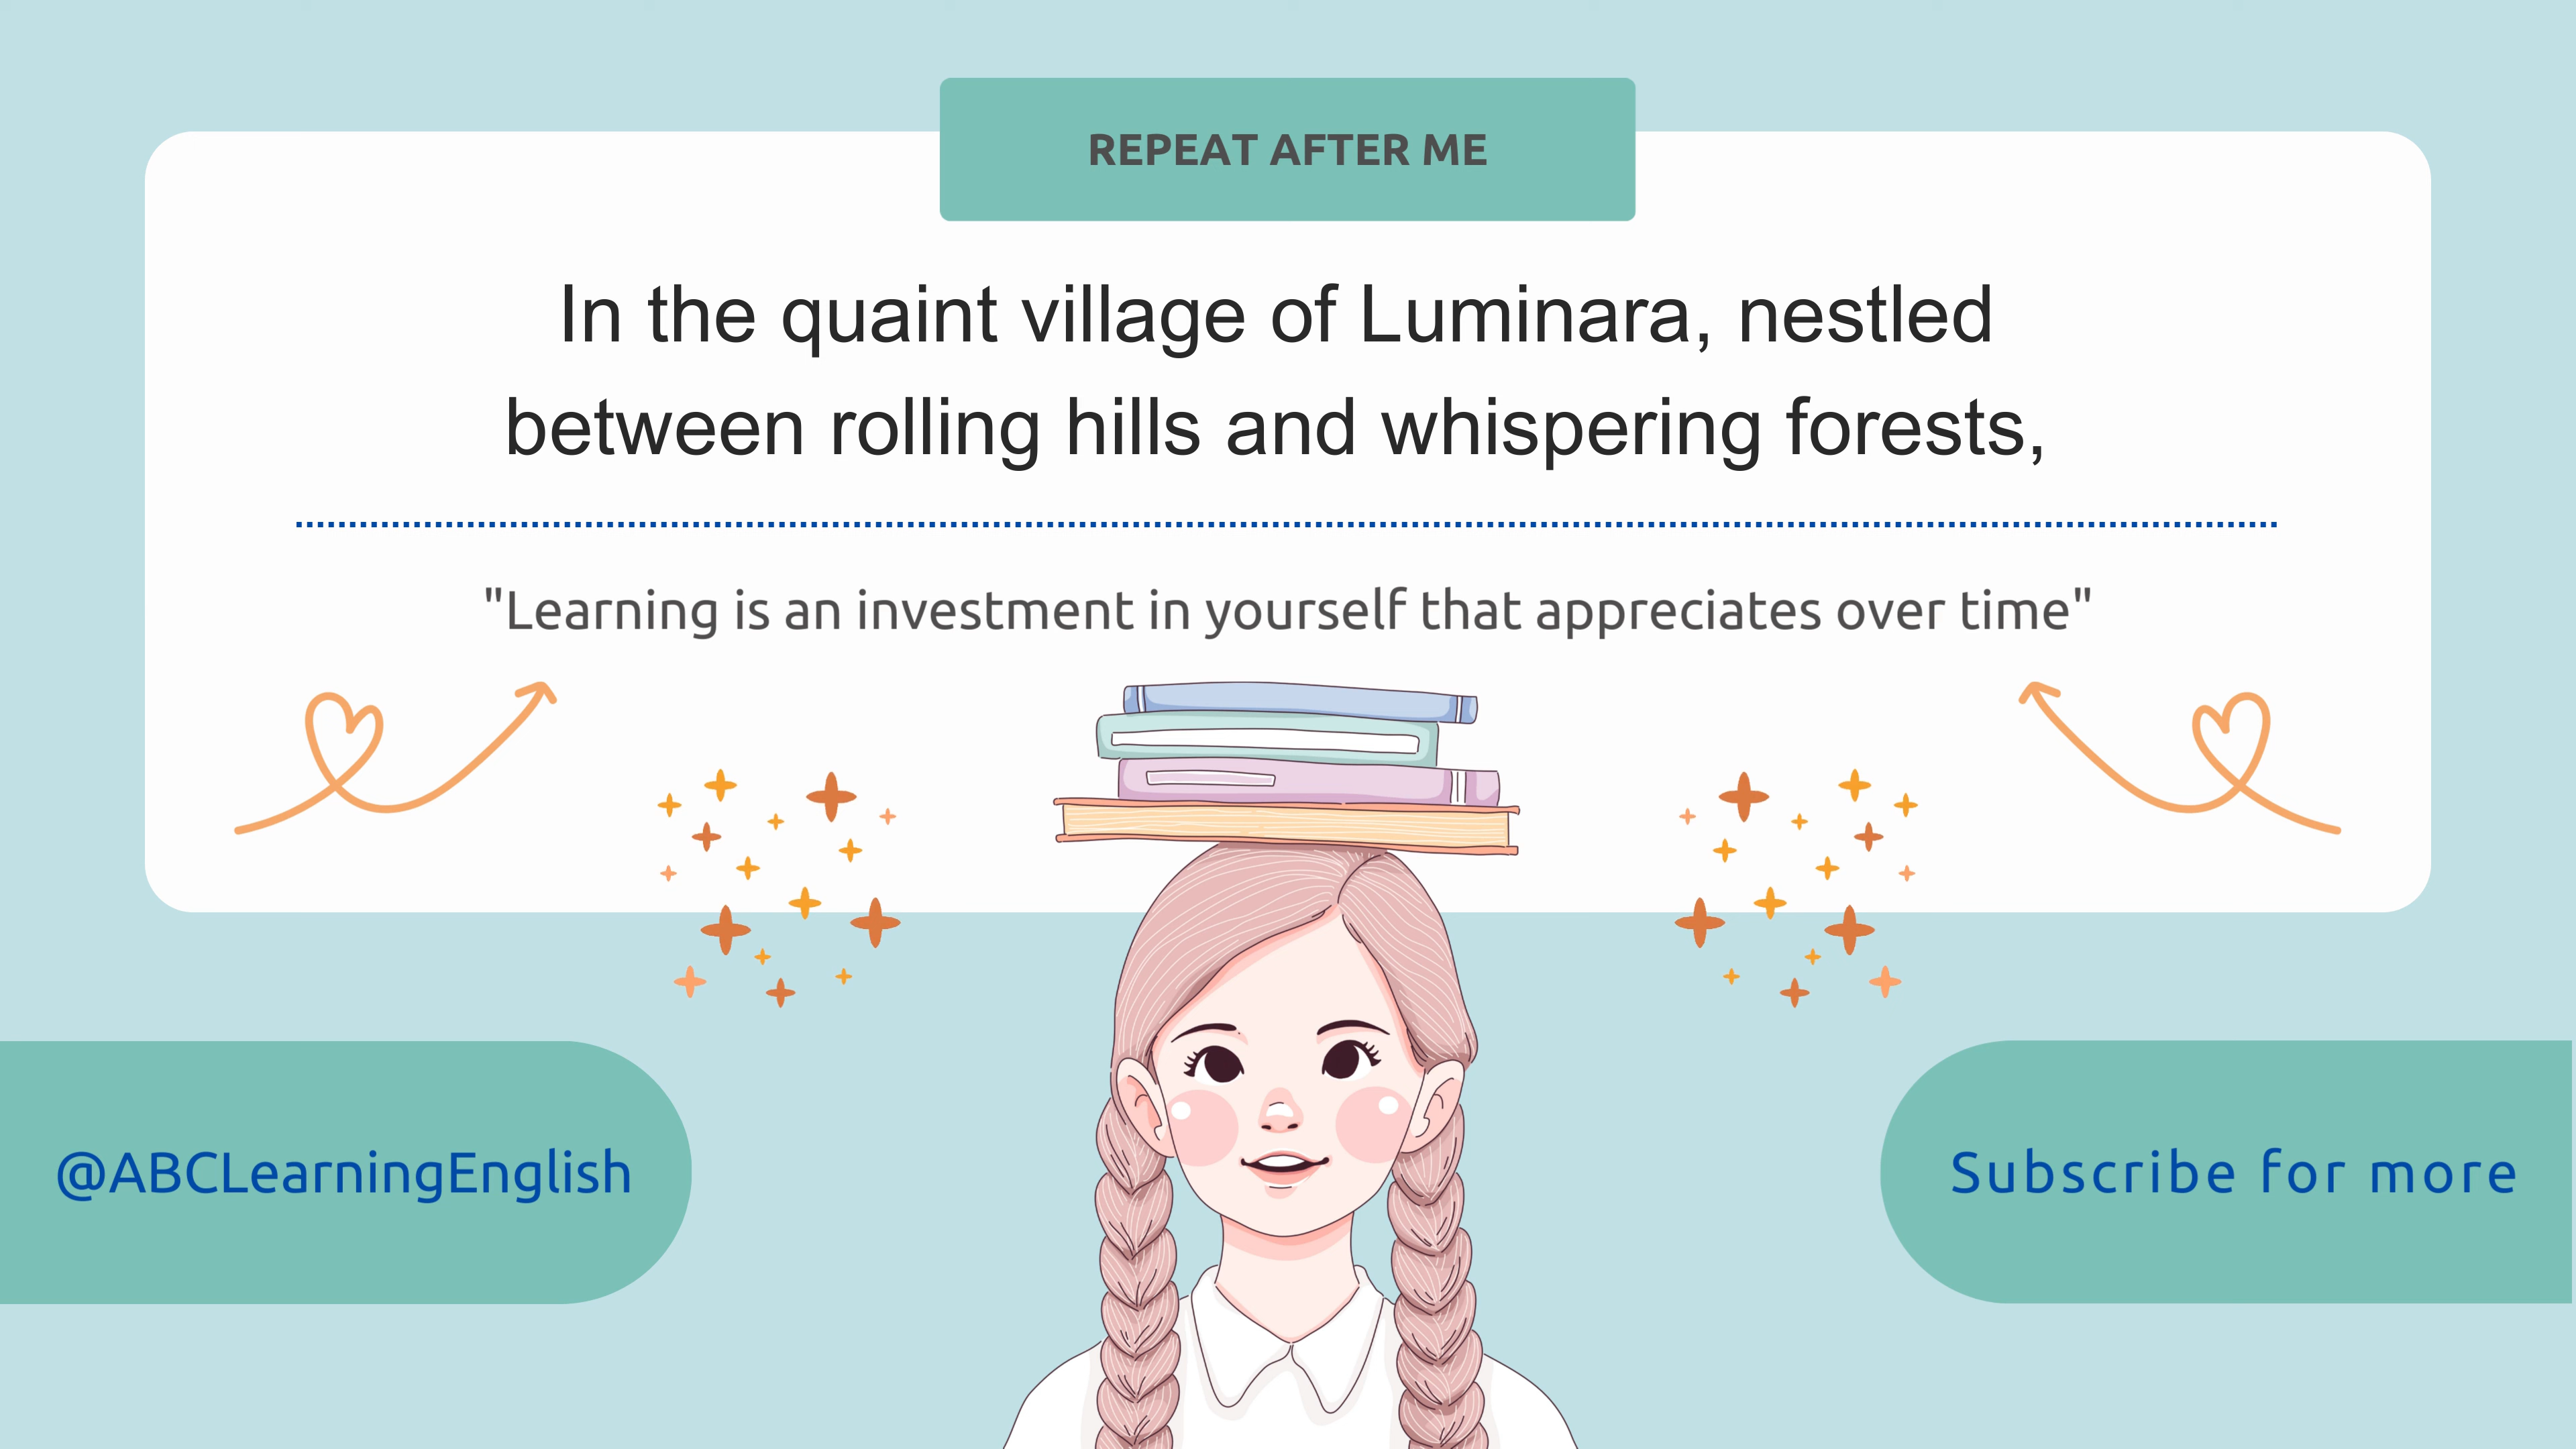 REPEAT AFTER ME
In the quaint village of Luminara, nestled
between rolling hills and whispering forests,
"Learning is an investment in yourself that appreciates over time"
@ABCLearningEnglish
Subscribe for more